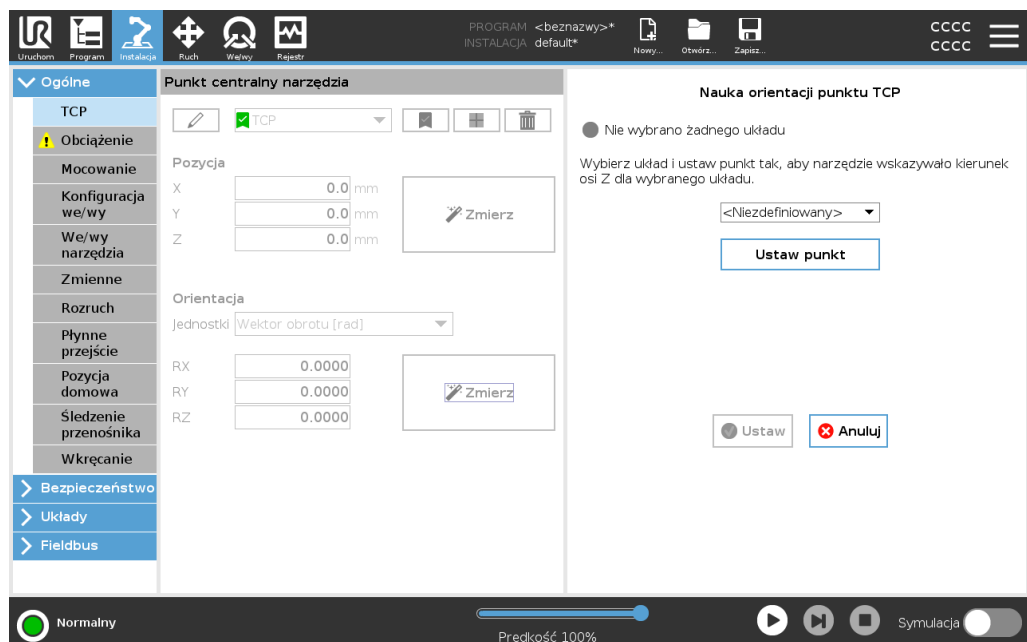 PROGRAM <beznazwy>*
INSTALACJA default*
Uruchom Program Instalacja Ruch We/wy Rejestr
Nowy... Otwórz... Zapisz...
CCCC
CCCC
Ogólne
TCP
Obciążenie
Mocowanie
Konfiguracja
we/wy
We/wy
narzędzia
Zmienne
Rozruch
Płynne
przejście
Pozycja
domowa
Śledzenie
przenośnika
Wkręcanie
Bezpieczeństwo
Układy
Fieldbus
Punkt centralny narzędzia
TCP
Pozycja
X 0.0 mm
Y 0.0 mm
Z 0.0 mm
Zmierz
Orientacja
Jednostki Wektor obrotu [rad]
RX 0.0000
RY 0.0000
RZ 0.0000
Zmierz
Nauka orientacji punktu TCP
Nie wybrano żadnego układu
Wybierz układ i ustaw punkt tak, aby narzędzie wskazywało kierunek
osi Z dla wybranego układu.
<Niezdefiniowany>
Ustaw punkt
Ustaw
Anuluj
Normalny
Prędkość 100%
Symulacja